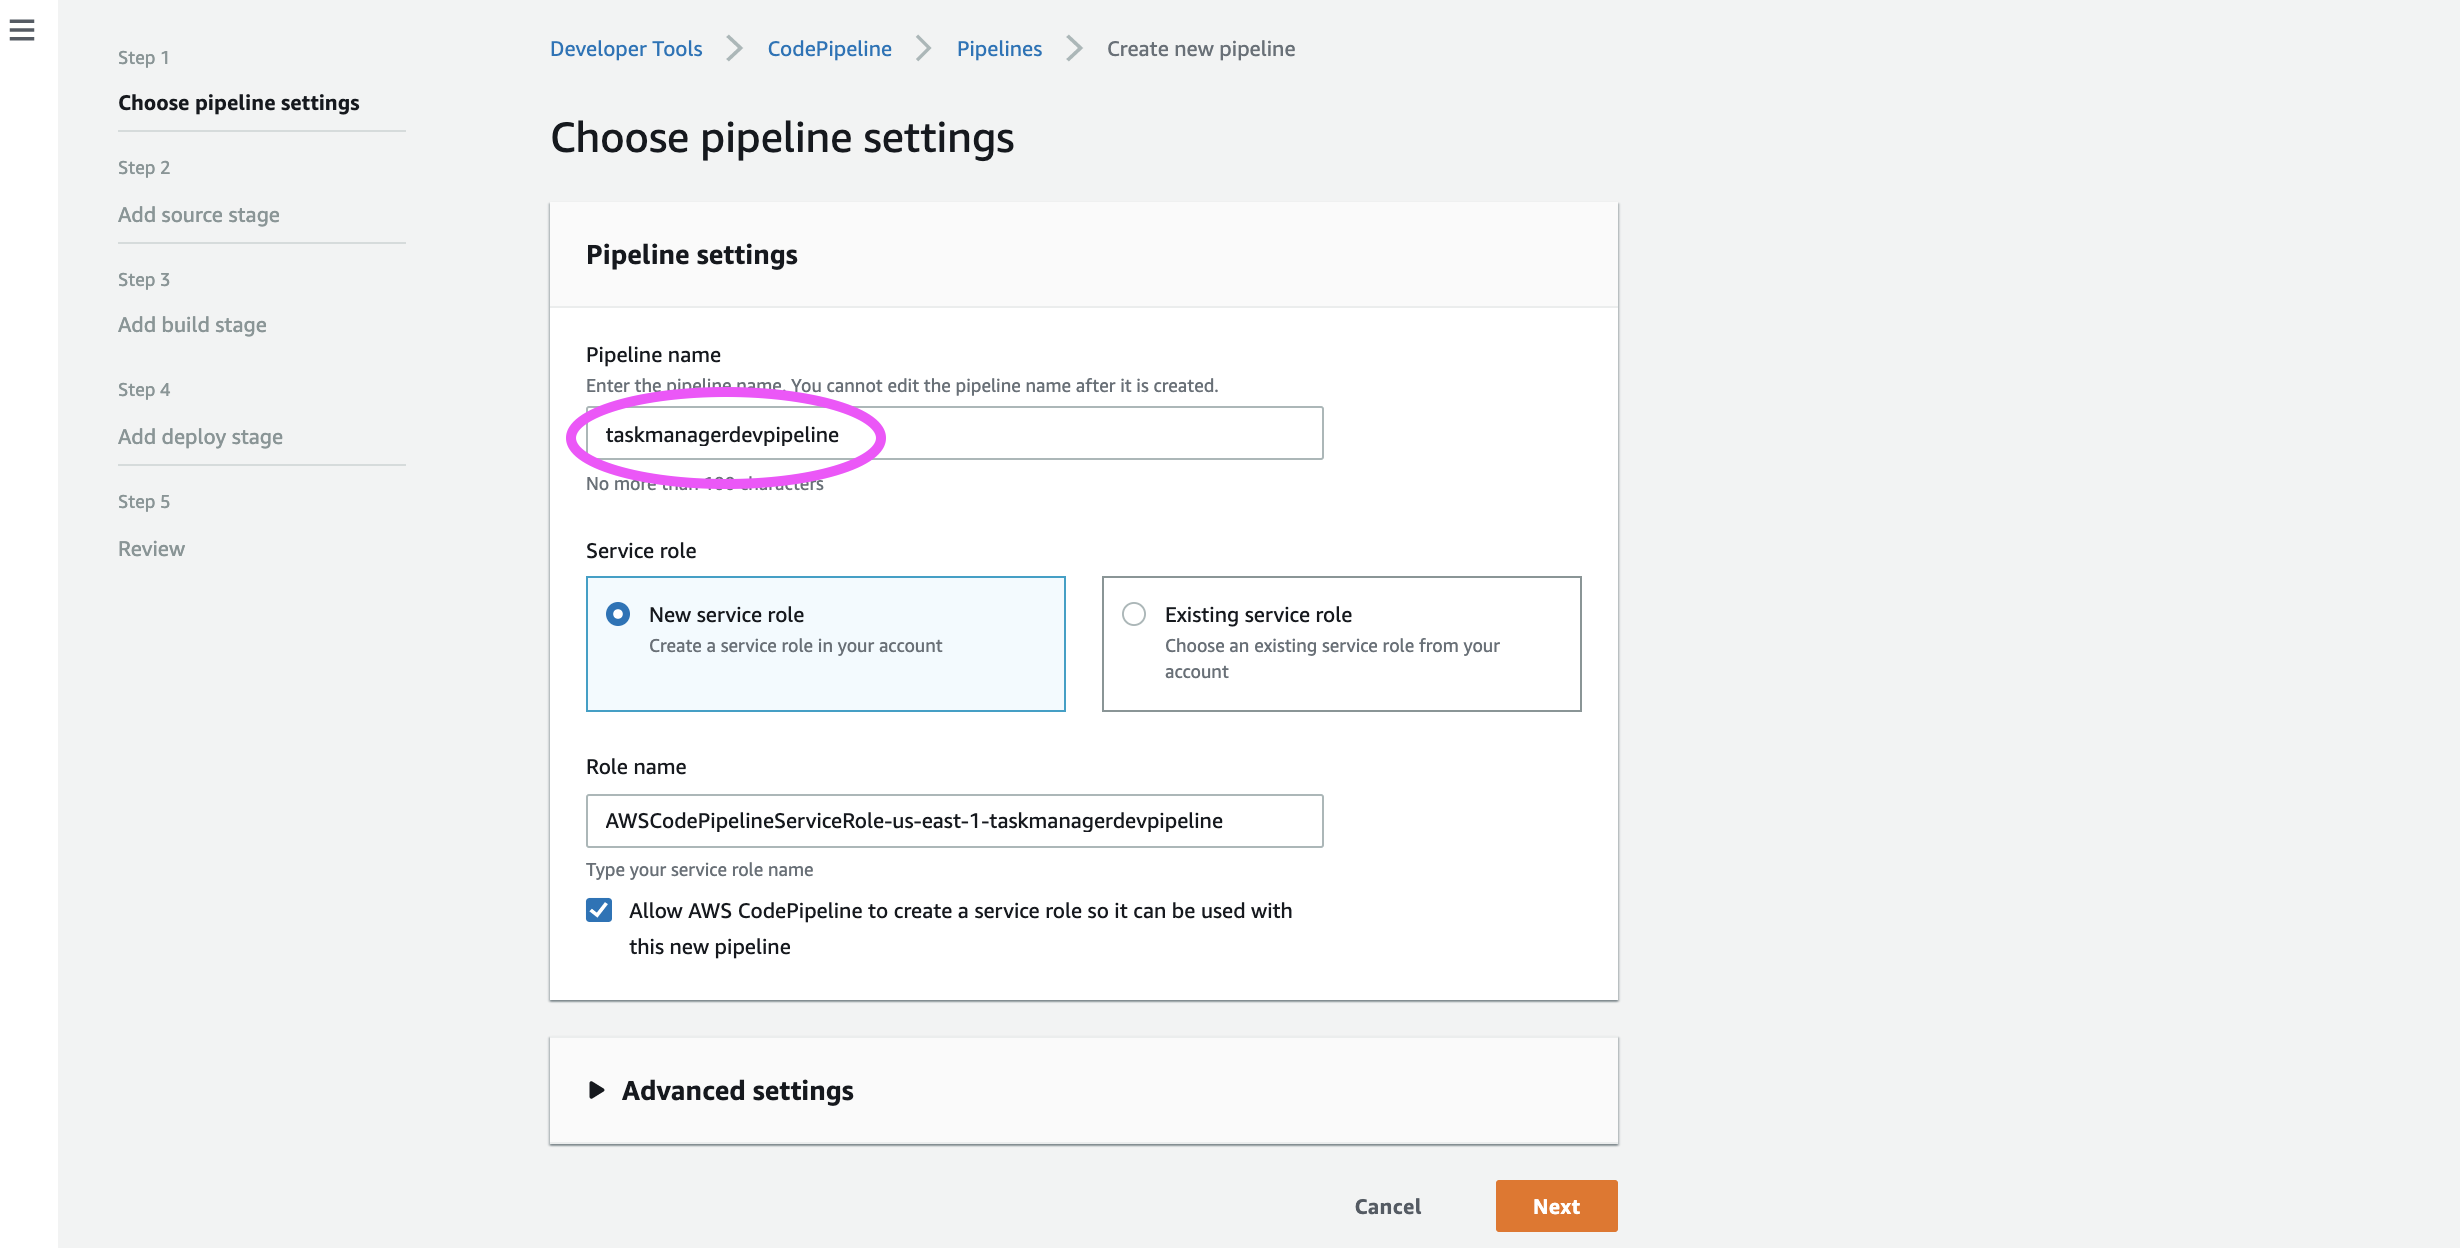 Step 1
Choose pipeline settings
Step 2
Add source stage
Step 3
Add build stage
Step 4
Add deploy stage
Step 5
Review
Developer Tools
CodePipeline
Pipelines
Create new pipeline
Choose pipeline settings
Pipeline settings
Pipeline name
Enter the pipeline name. You cannot edit the pipeline name after it is created.
taskmanagerdevpipeline
No more than 100 characters
Service role
New service role
Create a service role in your account
Existing service role
Choose an existing service role from your
account
Role name
AWSCodePipelineServiceRole-us-east-1-taskmanagerdevpipeline
Type your service role name
Allow AWS CodePipeline to create a service role so it can be used with
this new pipeline
Advanced settings
Cancel
Next